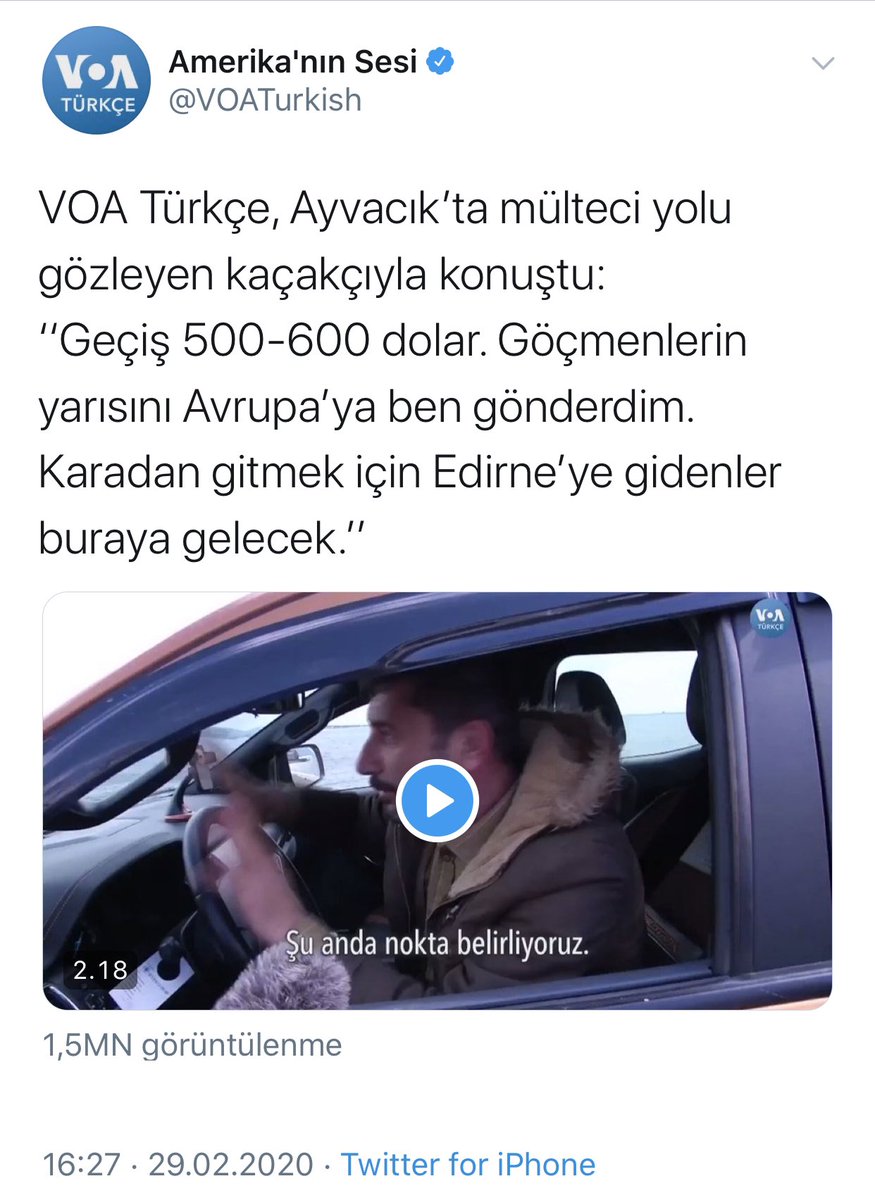 VOA
TÜRKÇE
Amerika'nın Sesi
@VOATurkish
VOA Türkçe, Ayvacık’ta mülteci yolu
gözleyen kaçakçıyla konuştu:
‘‘Geçiş 500-600 dolar. Göçmenlerin
yarısını Avrupa’ya ben gönderdim.
Karadan gitmek için Edirne’ye gidenler
buraya gelecek.’’
VOA
TÜRKÇE
Şu anda nokta belirliyoruz.
2.18
1,5MN görüntülenme
16:27 · 29.02.2020 · Twitter for iPhone